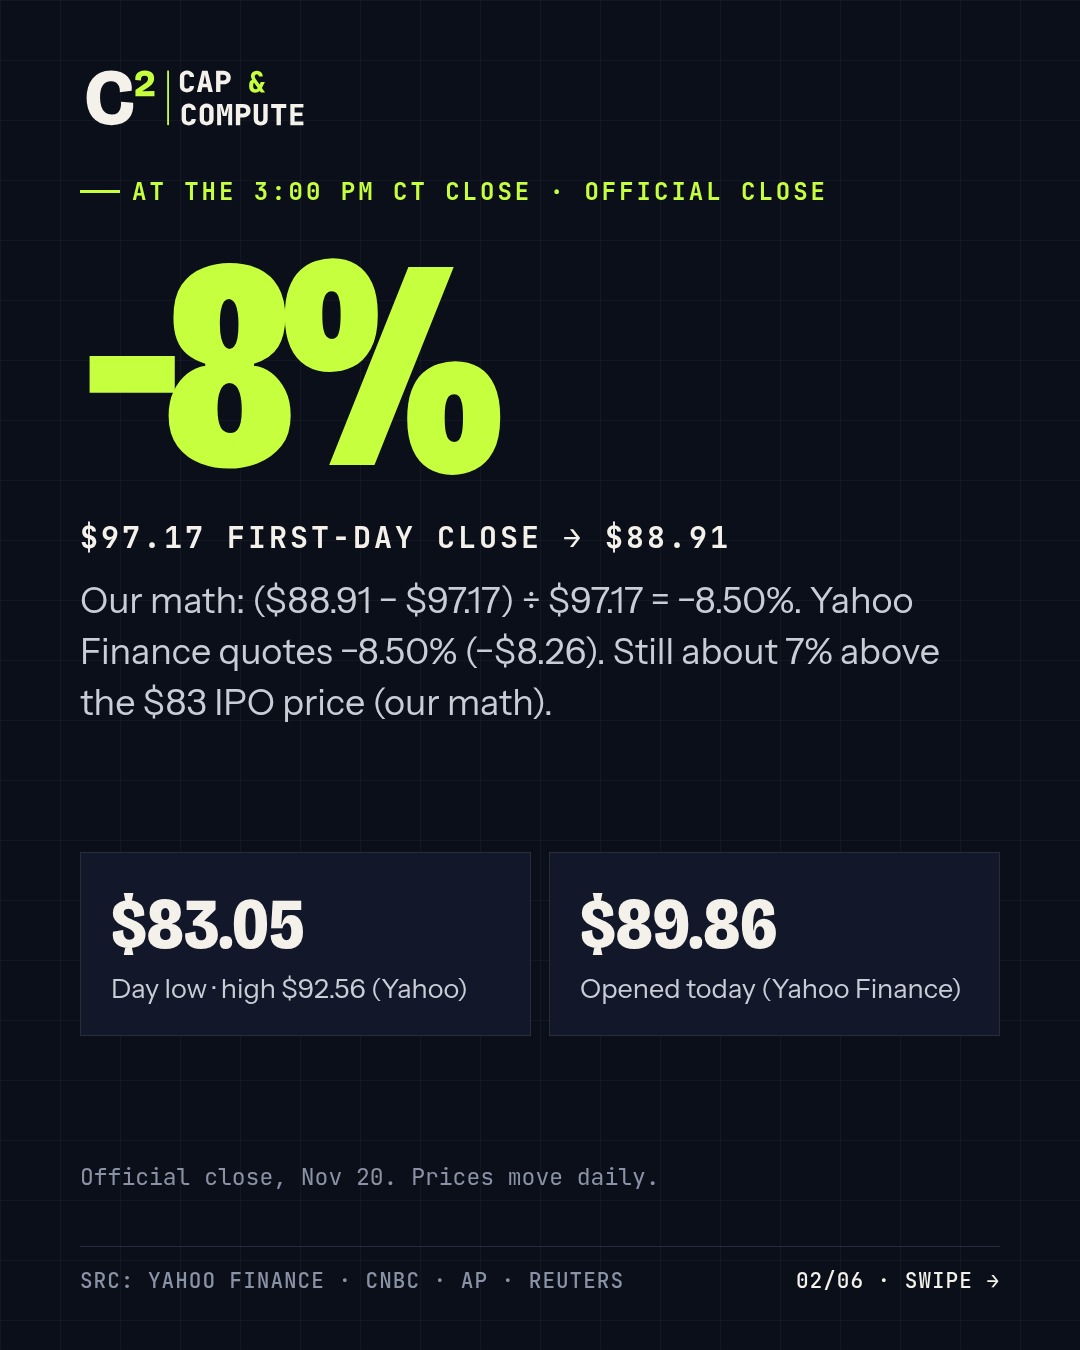 C² CAP &
COMPUTE
AT THE 3:00 PM CT CLOSE · OFFICIAL CLOSE
-8%
$97.17 FIRST-DAY CLOSE → $88.91
Our math: ($88.91 − $97.17) ÷ $97.17 = −8.50%. Yahoo
Finance quotes −8.50% (−$8.26). Still about 7% above
the $83 IPO price (our math).
$83.05
Day low · high $92.56 (Yahoo)
$89.86
Opened today (Yahoo Finance)
Official close, Nov 20. Prices move daily.
SRC: YAHOO FINANCE · CNBC · AP · REUTERS
02/06 · SWIPE →